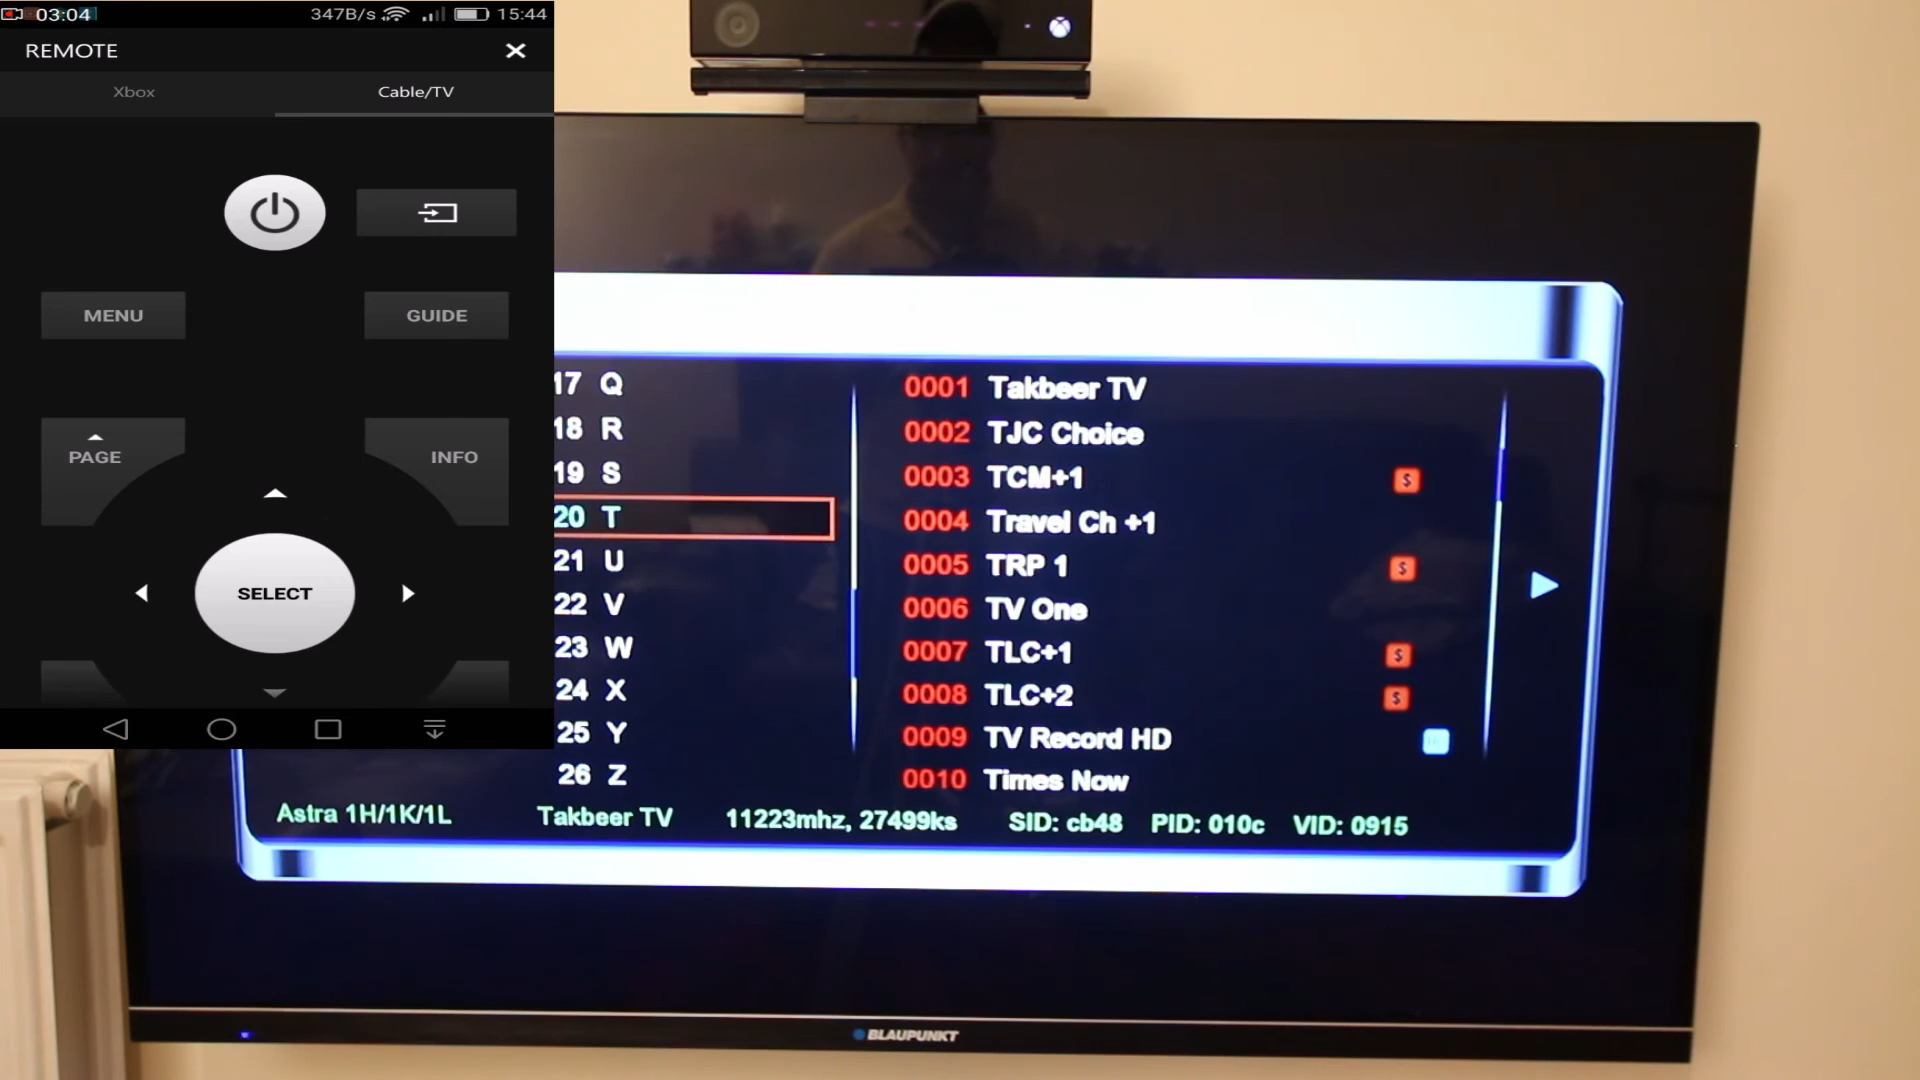 03:04 347B/s 15:44
REMOTE
Xbox Cable/TV
MENU GUIDE
PAGE INFO
SELECT
17 Q
18 R
19 S
20 T
21 U
22 V
23 W
24 X
25 Y
26 Z
0001 Takbeer TV
0002 TJC Choice
0003 TCM+1 $
0004 Travel Ch +1
0005 TRP 1 $
0006 TV One
0007 TLC+1 $
0008 TLC+2 $
0009 TV Record HD
0010 Times Now
Astra 1H/1K/1L Takbeer TV 11223mhz, 27499ks SID: cb48 PID: 010c VID: 0915
BLAUPUNKT